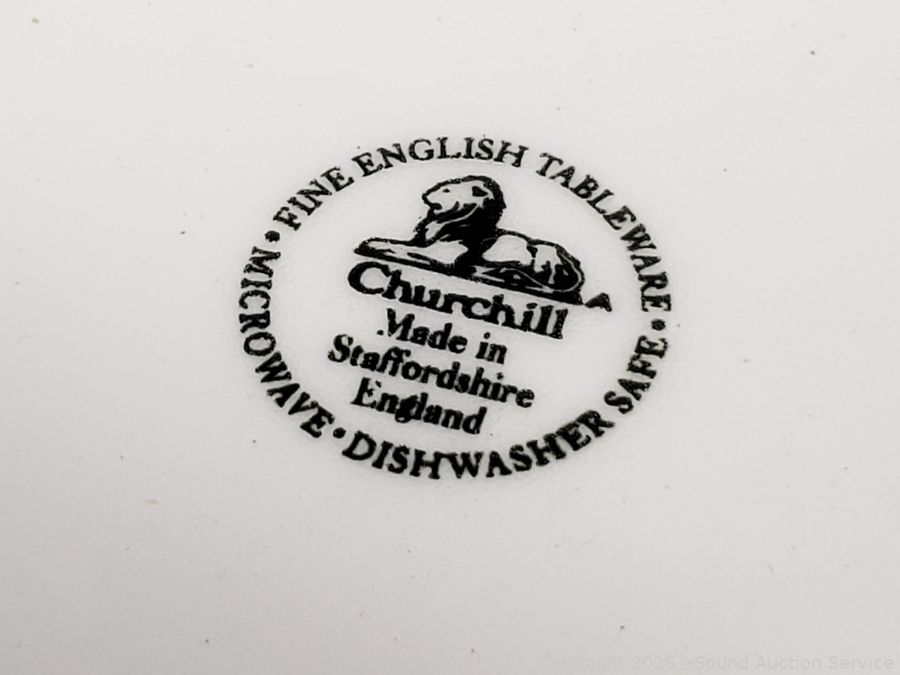 • FINE ENGLISH TABLEWARE •
MICROWAVE • DISHWASHER SAFE
Churchill
Made in
Staffordshire
England
Copyright 2026 - Sound Auction Service